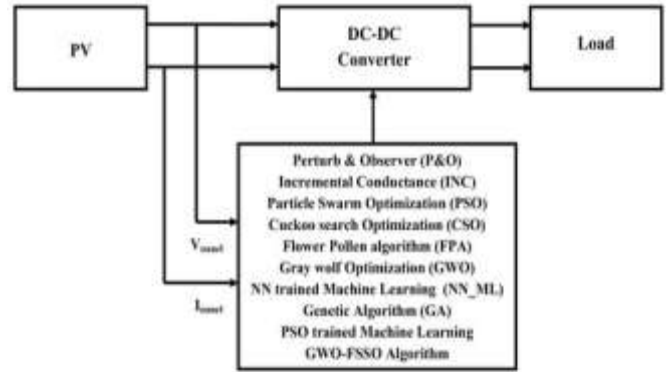 PV
DC-DC
Converter
Load
Perturb & Observer (P&O)
Incremental Conductance (INC)
Particle Swarm Optimization (PSO)
Cuckoo search Optimization (CSO)
Flower Pollen algorithm (FPA)
Gray wolf Optimization (GWO)
NN trained Machine Learning (NN_ML)
Genetic Algorithm (GA)
PSO trained Machine Learning
GWO-FSSO Algorithm
V
I